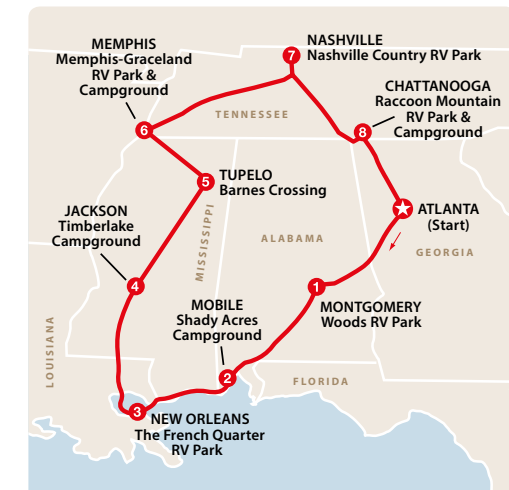 NASHVILLE
Nashville Country RV Park
7
MEMPHIS
Memphis-Graceland
RV Park &
Campground
6
TENNESSEE
CHATTANOOGA
Raccoon Mountain
RV Park &
Campground
8
TUPELO
Barnes Crossing
5
ATLANTA
(Start)
JACKSON
Timberlake
Campground
4
MISSISSIPPI
ALABAMA
GEORGIA
1
MONTGOMERY
Woods RV Park
MOBILE
Shady Acres
Campground
2
LOUISIANA
FLORIDA
3
NEW ORLEANS
The French Quarter
RV Park